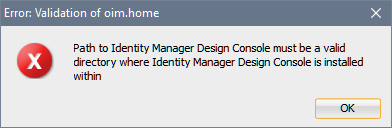 Error: Validation of oim.home
Path to Identity Manager Design Console must be a valid
directory where Identity Manager Design Console is installed
within
OK